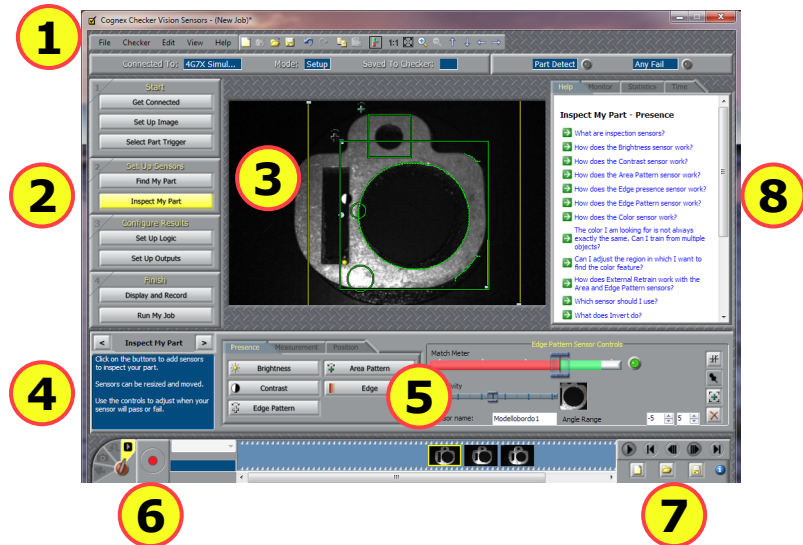 Cognex Checker Vision Sensors - (New Job)*
1
File Checker Edit View Help
1:1
Connected To: 4G7X Simul... Mode: Setup Saved To Checker:
Part Detect Any Fail
1 Start
Get Connected
Set Up Image
Select Part Trigger
2
2 Set Up Sensors
Find My Part
Inspect My Part
3 Configure Results
Set Up Logic
Set Up Outputs
4 Finish
Display and Record
Run My Job
3
Help Monitor Statistics Time
Inspect My Part - Presence
What are inspection sensors?
How does the Brightness sensor work?
How does the Contrast sensor work?
How does the Area Pattern sensor work?
How does the Edge presence sensor work?
How does the Edge Pattern sensor work?
How does the Color sensor work?
The color I am looking for is not always
exactly the same. Can I train from multiple
objects?
Can I adjust the region in which I want to
find the color feature?
How does External Retrain work with the
Area and Edge Pattern sensors?
Which sensor should I use?
What does Invert do?
8
4
< Inspect My Part >
Click on the buttons to add sensors
to inspect your part.
Sensors can be resized and moved.
Use the controls to adjust when your
sensor will pass or fail.
Presence Measurement Position
Brightness Area Pattern
Contrast Edge
Edge Pattern
5
Edge Pattern Sensor Controls
Match Meter
Modellobordo1 Angle Range -5 5
6
7